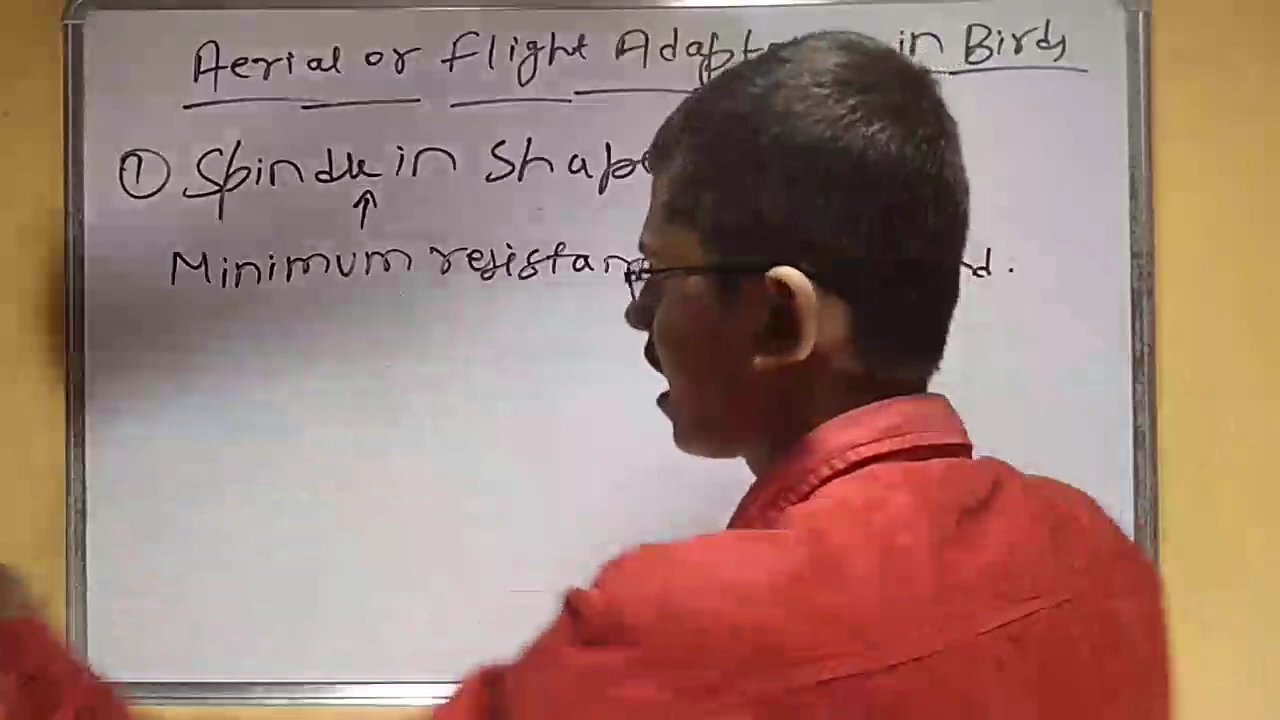 Aerial or flight Adapt in Birds
① Spindle in Shape
↑
Minimum resistan d.